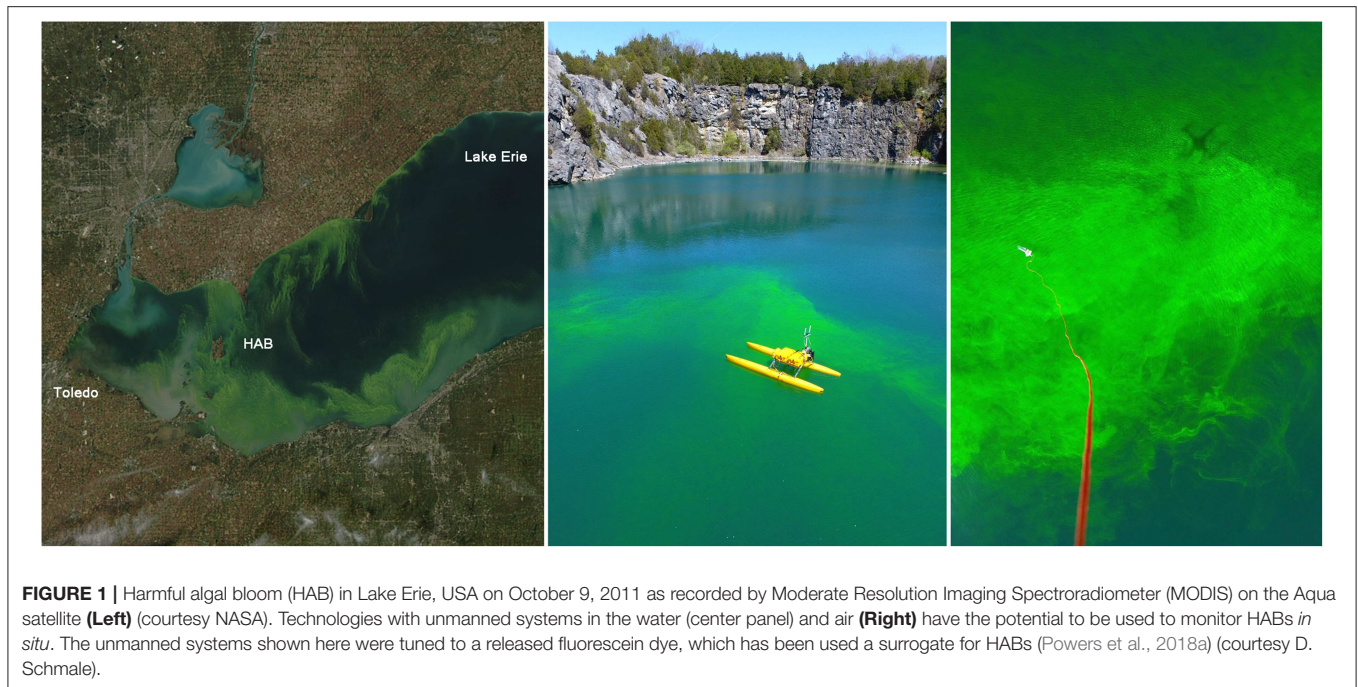 Lake Erie
HAB
Toledo
FIGURE 1 | Harmful algal bloom (HAB) in Lake Erie, USA on October 9, 2011 as recorded by Moderate Resolution Imaging Spectroradiometer (MODIS) on the Aqua
satellite (Left) (courtesy NASA). Technologies with unmanned systems in the water (center panel) and air (Right) have the potential to be used to monitor HABs in
situ. The unmanned systems shown here were tuned to a released fluorescein dye, which has been used a surrogate for HABs (Powers et al., 2018a) (courtesy D.
Schmale).